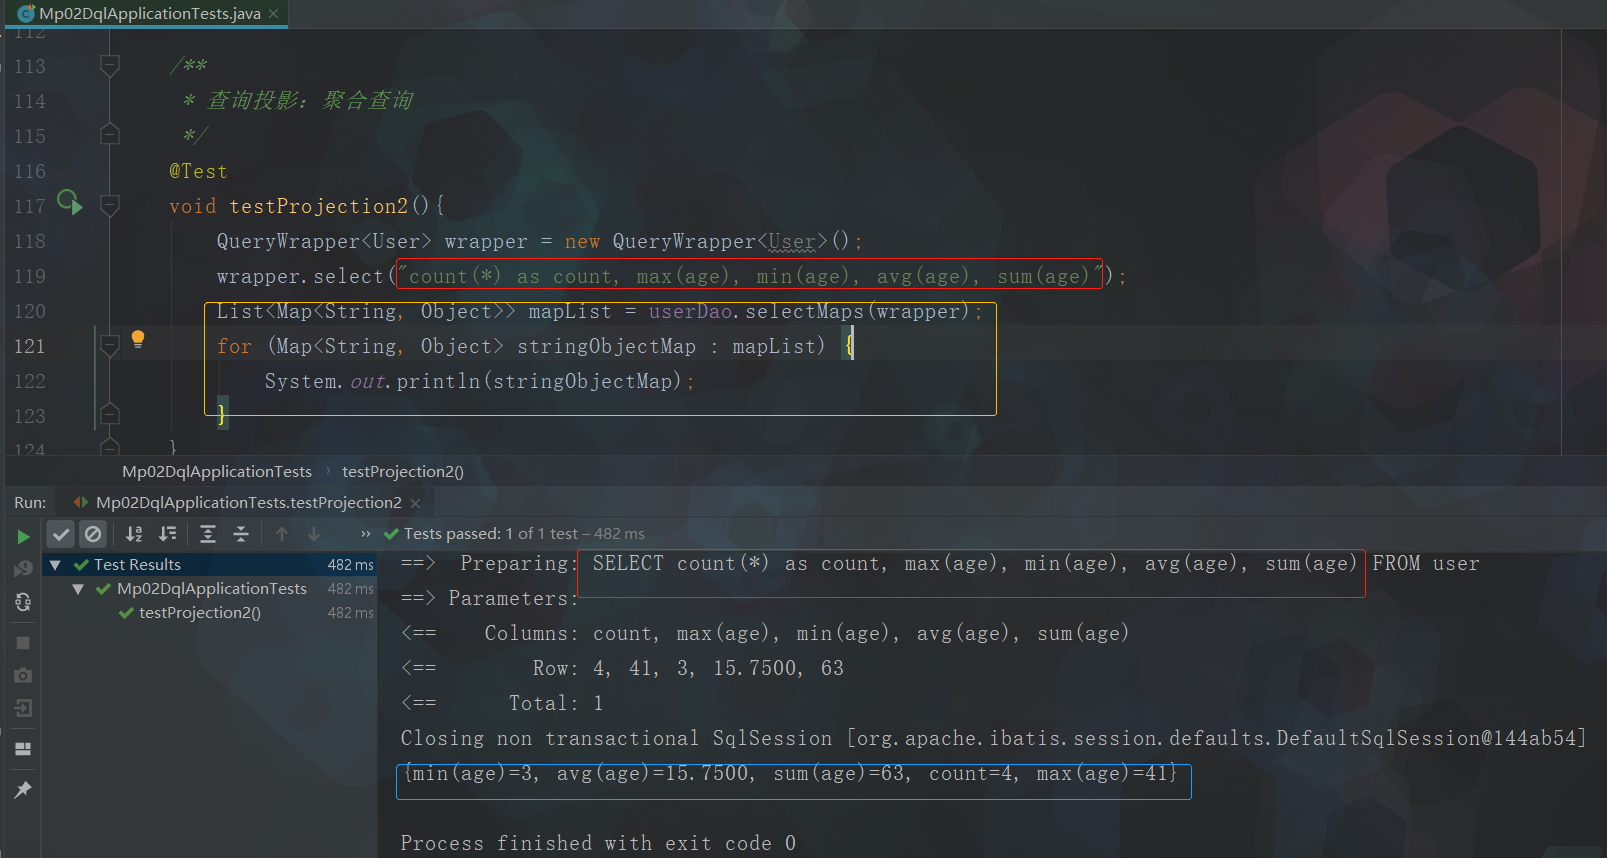 Mp02DqlApplicationTests.java ×
112
113 /**
114 * 查询投影：聚合查询
115 */
116 @Test
117 void testProjection2(){
118 QueryWrapper<User> wrapper = new QueryWrapper<User>();
119 wrapper.select("count(*) as count, max(age), min(age), avg(age), sum(age)");
120 List<Map<String, Object>> mapList = userDao.selectMaps(wrapper);
121 for (Map<String, Object> stringObjectMap : mapList) {
122 System.out.println(stringObjectMap);
123 }
124 }
Mp02DqlApplicationTests › testProjection2()
Run: Mp02DqlApplicationTests.testProjection2 ×
» Tests passed: 1 of 1 test – 482 ms
Test Results 482 ms
Mp02DqlApplicationTests 482 ms
testProjection2() 482 ms
==> Preparing: SELECT count(*) as count, max(age), min(age), avg(age), sum(age) FROM user
==> Parameters:
<== Columns: count, max(age), min(age), avg(age), sum(age)
<== Row: 4, 41, 3, 15.7500, 63
<== Total: 1
Closing non transactional SqlSession [org.apache.ibatis.session.defaults.DefaultSqlSession@144ab54]
{min(age)=3, avg(age)=15.7500, sum(age)=63, count=4, max(age)=41}
Process finished with exit code 0